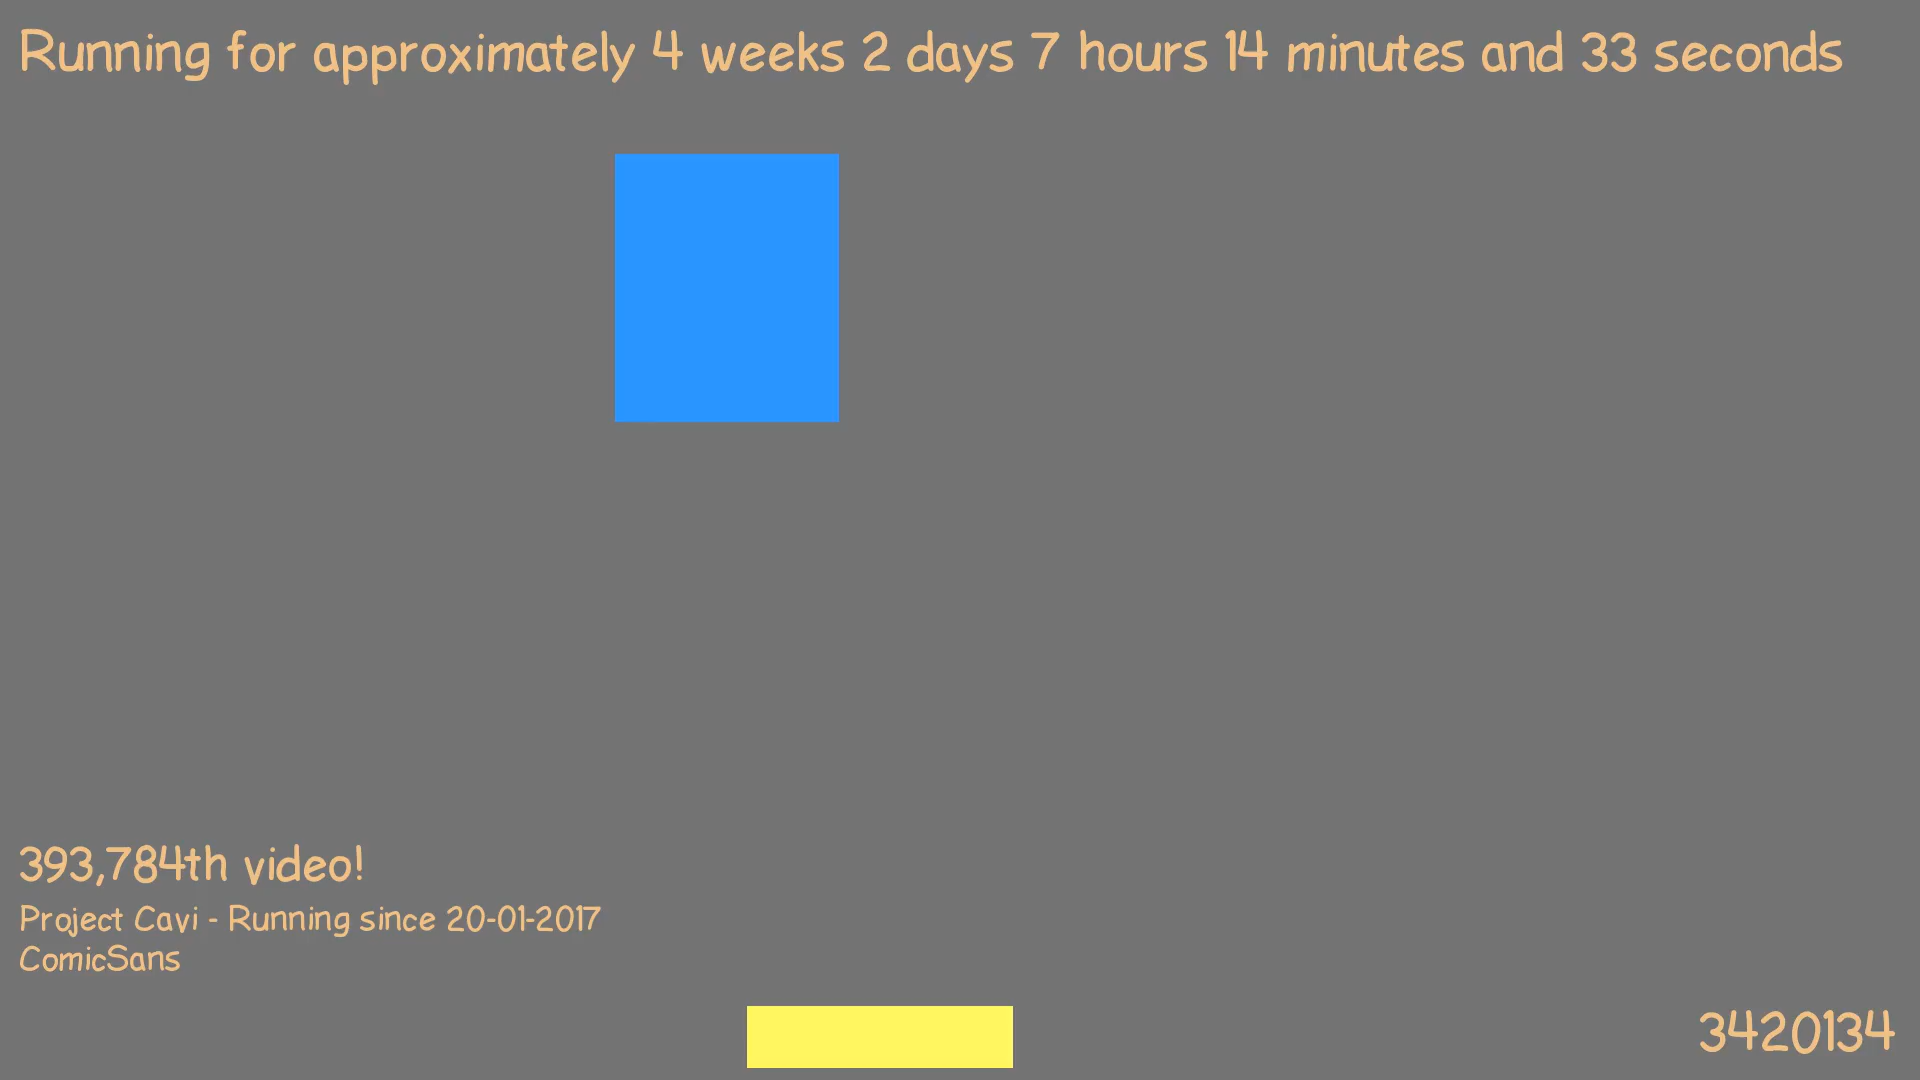 Running for approximately 4 weeks 2 days 7 hours 14 minutes and 33 seconds
393,784th video!
Project Cavi - Running since 20-01-2017
ComicSans
3420134